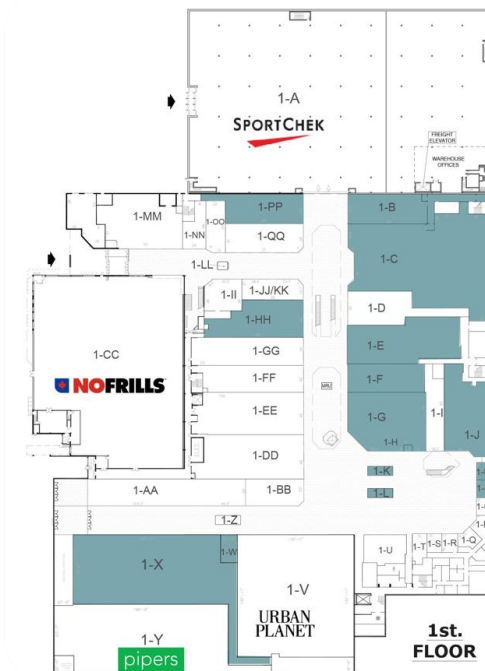 1-A
SPORTCHEK
FREIGHT
ELEVATOR
WAREHOUSE
OFFICES
1-MM
1-NN
1-OO
1-PP
1-QQ
1-B
1-C
1-LL
1-II
1-JJ/KK
1-D
1-HH
1-E
1-CC
NOFRILLS
1-GG
1-FF
1-F
1-EE
1-G
1-I
1-H
1-J
1-DD
1-K
1-L
1-AA
1-BB
1-Z
1-X
1-W
1-U
1-T
1-S
1-R
1-Q
1-V
URBAN
PLANET
1-Y
pipers
1st.
FLOOR